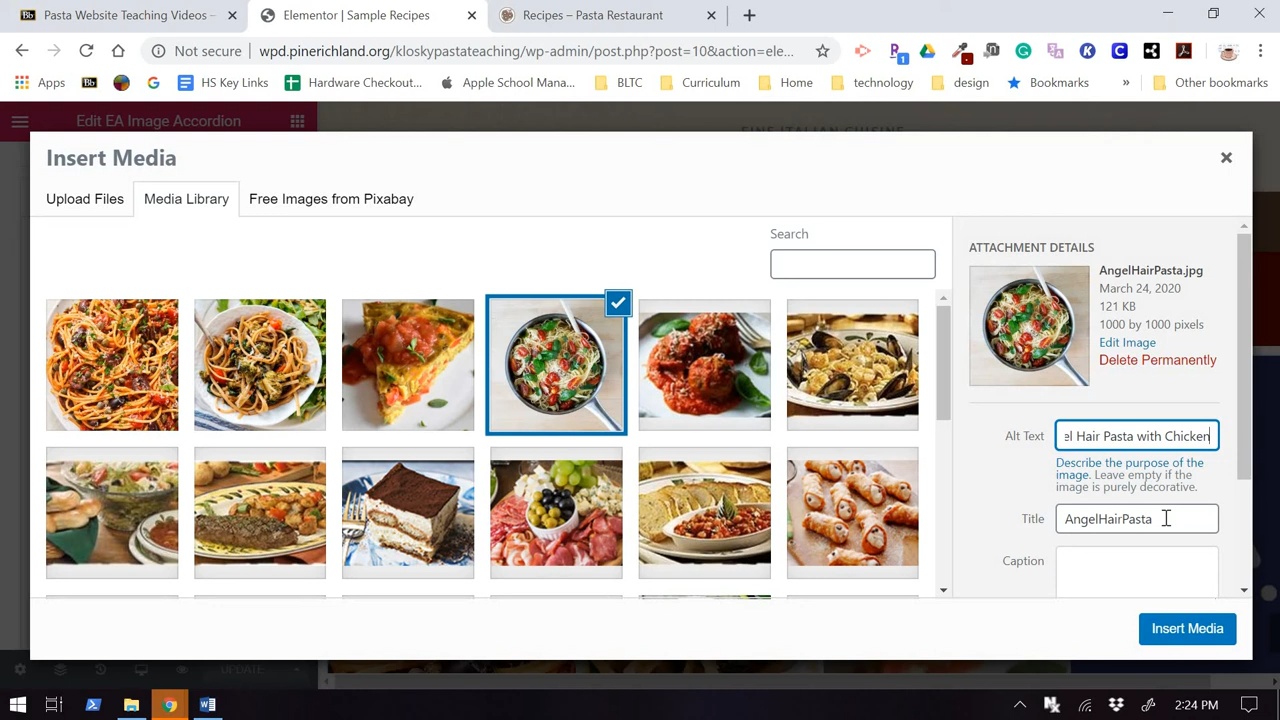 Pasta Website Teaching Videos –
Elementor | Sample Recipes
Recipes – Pasta Restaurant
Not secure
wpd.pinerichland.org/kloskypastateaching/wp-admin/post.php?post=10&action=ele...
Apps
Bb
HS Key Links
Hardware Checkout...
Apple School Mana...
BLTC
Curriculum
Home
technology
design
Bookmarks
»
Other bookmarks
Edit EA Image Accordion
FINE ITALIAN CUISINE
Insert Media
Upload Files
Media Library
Free Images from Pixabay
Search
ATTACHMENT DETAILS
AngelHairPasta.jpg
March 24, 2020
121 KB
1000 by 1000 pixels
Edit Image
Delete Permanently
Alt Text
el Hair Pasta with Chicken
Describe the purpose of the
image. Leave empty if the
image is purely decorative.
Title
AngelHairPasta
Caption
Insert Media
UPDATE
2:24 PM